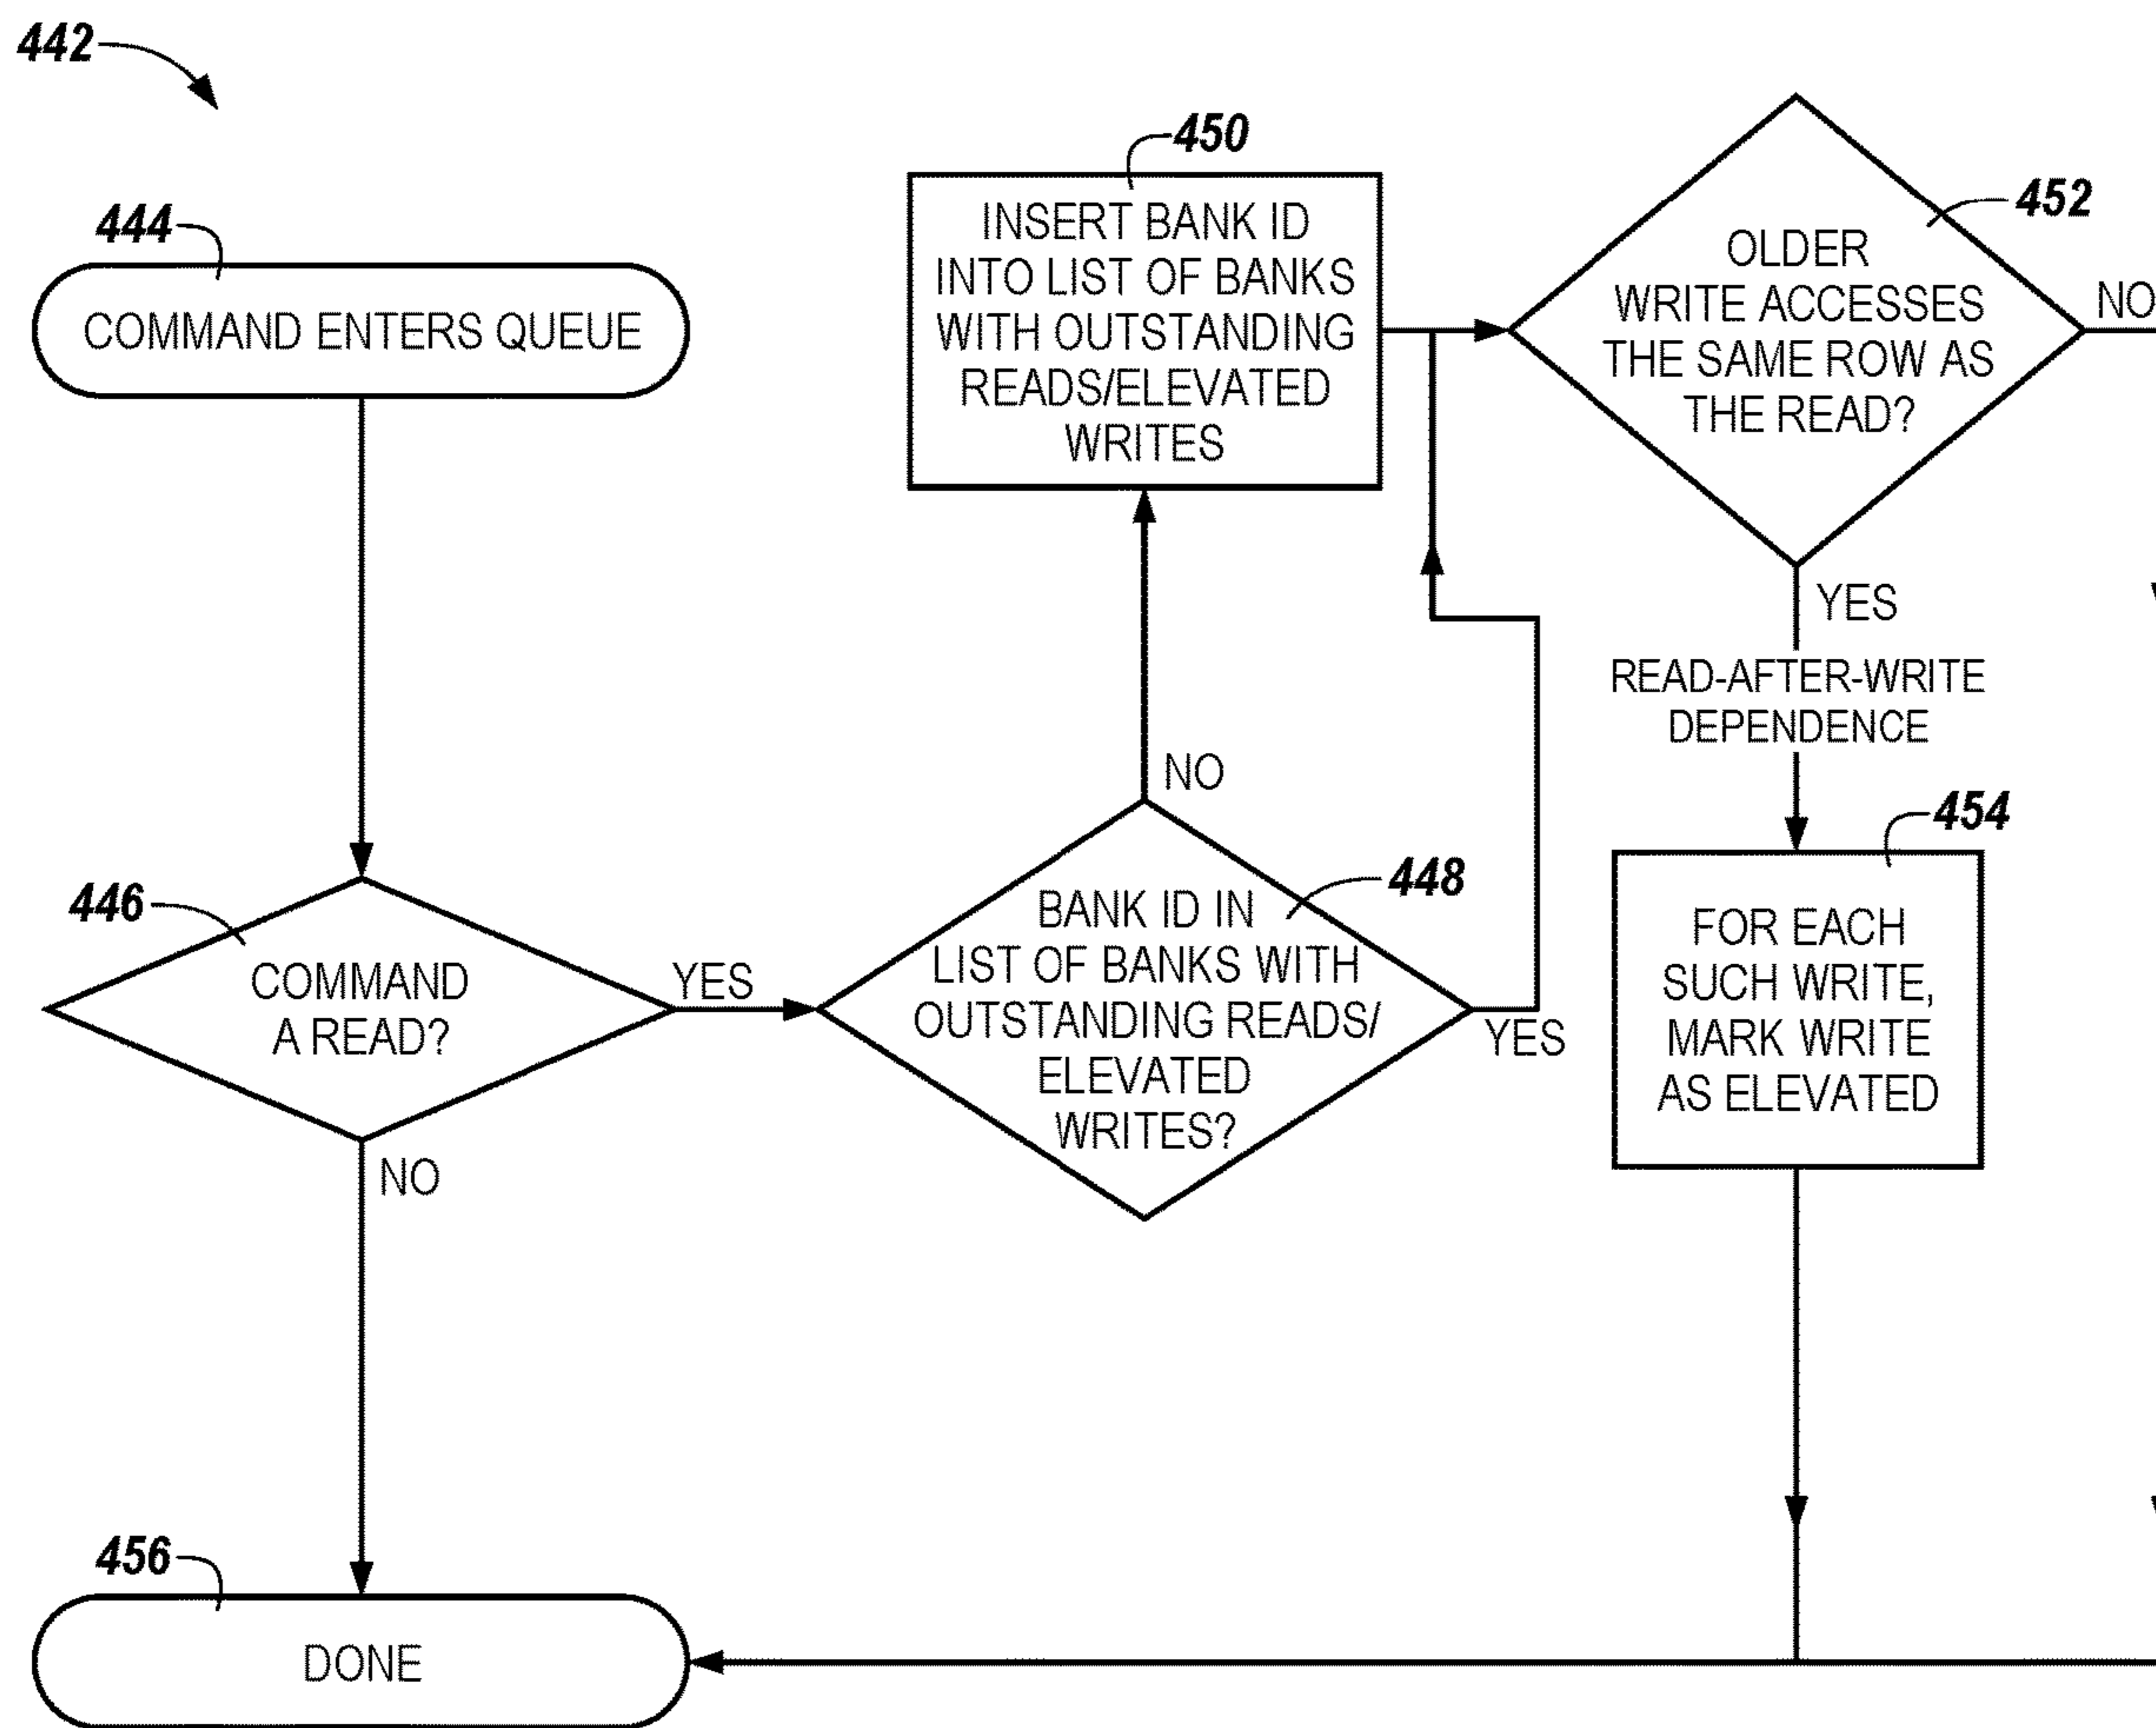 442
444
COMMAND ENTERS QUEUE
446
COMMAND
A READ?
YES
NO
456
DONE
450
INSERT BANK ID
INTO LIST OF BANKS
WITH OUTSTANDING
READS/ELEVATED
WRITES
NO
448
BANK ID IN
LIST OF BANKS WITH
OUTSTANDING READS/
ELEVATED
WRITES?
YES
452
OLDER
WRITE ACCESSES
THE SAME ROW AS
THE READ?
NO
YES
READ-AFTER-WRITE
DEPENDENCE
454
FOR EACH
SUCH WRITE,
MARK WRITE
AS ELEVATED